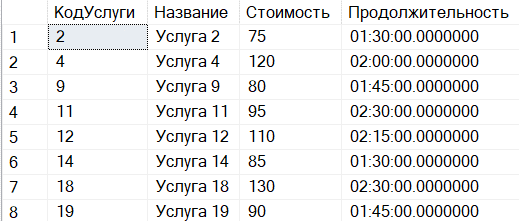 КодУслуги Название Стоимость Продолжительность
1 2 Услуга 2 75 01:30:00.0000000
2 4 Услуга 4 120 02:00:00.0000000
3 9 Услуга 9 80 01:45:00.0000000
4 11 Услуга 11 95 02:30:00.0000000
5 12 Услуга 12 110 02:15:00.0000000
6 14 Услуга 14 85 01:30:00.0000000
7 18 Услуга 18 130 02:30:00.0000000
8 19 Услуга 19 90 01:45:00.0000000